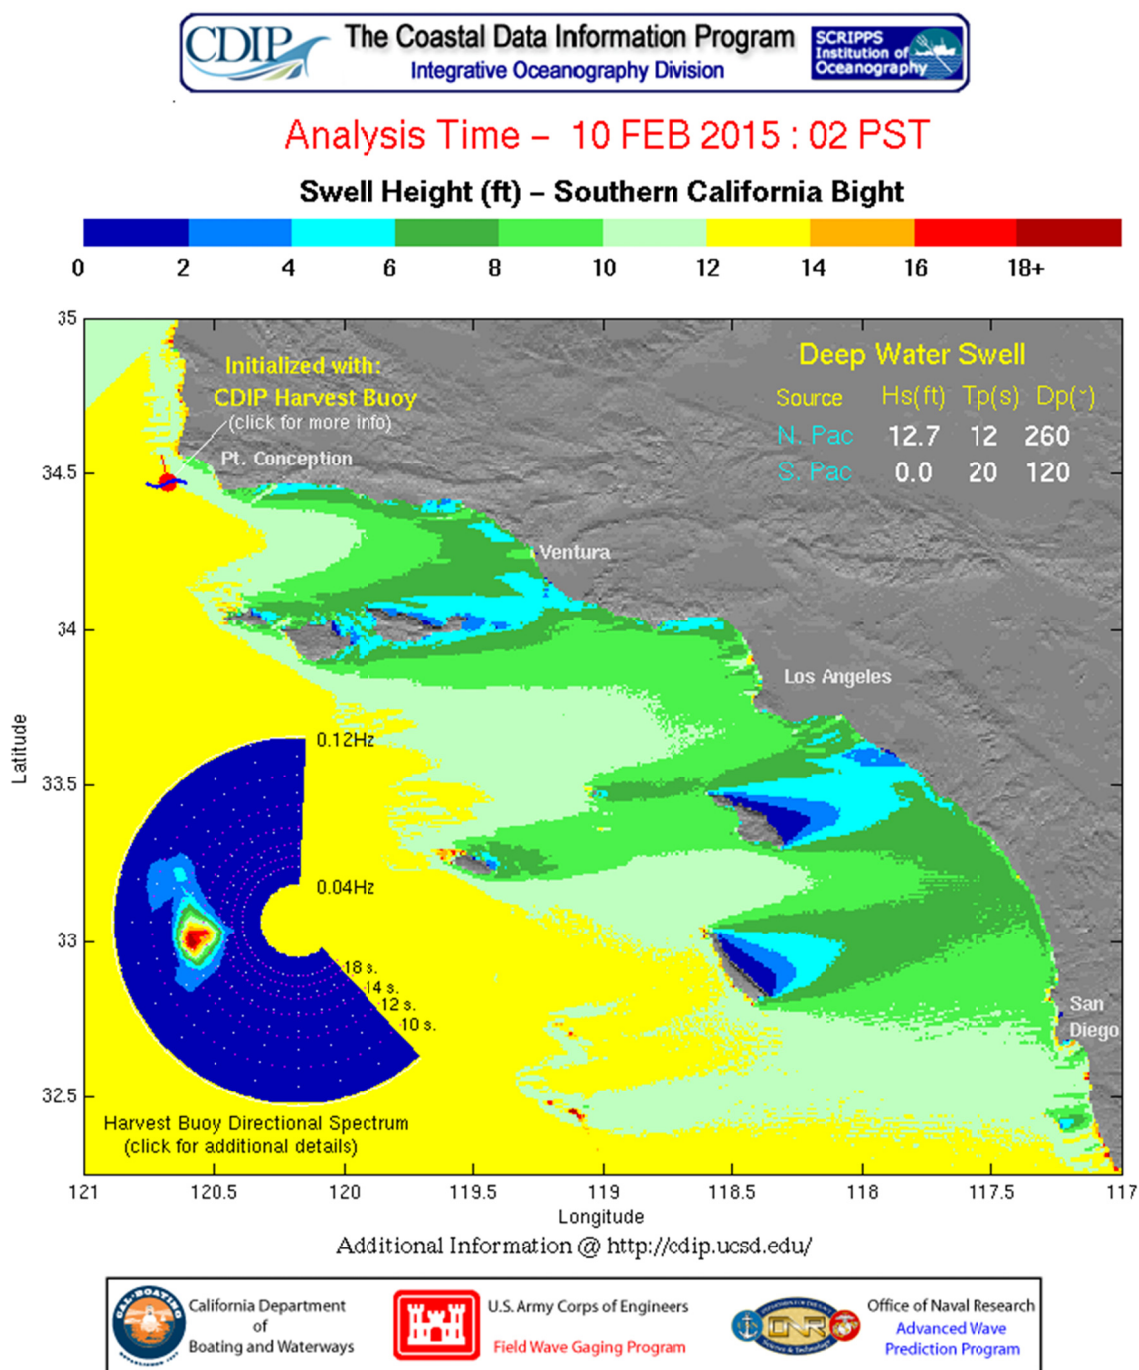 CDIP
The Coastal Data Information Program
Integrative Oceanography Division
SCRIPPS
Institution of
Oceanography
Analysis Time – 10 FEB 2015 : 02 PST
Swell Height (ft) – Southern California Bight
0 2 4 6 8 10 12 14 16 18+
35
34.5
34
33.5
33
32.5
Latitude
Initialized with:
CDIP Harvest Buoy
(click for more info)
Pt. Conception
Deep Water Swell
Source Hs(ft) Tp(s) Dp(˘)
N. Pac 12.7 12 260
S. Pac 0.0 20 120
Ventura
Los Angeles
San
Diego
0.12Hz
0.04Hz
18 s.
14 s.
12 s.
10 s.
Harvest Buoy Directional Spectrum
(click for additional details)
121 120.5 120 119.5 119 118.5 118 117.5 117
Longitude
Additional Information @ http://cdip.ucsd.edu/
CAL-BOATING
California Department
of
Boating and Waterways
U.S. Army Corps of Engineers
Field Wave Gaging Program
ONR
Office of Naval Research
Advanced Wave
Prediction Program